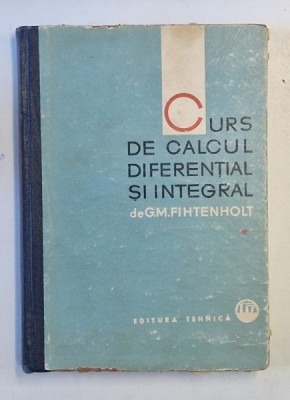 CURS
DE CALCUL
DIFERENȚIAL
ȘI INTEGRAL
de G.M. FIHTENHOLT
EDITURA TEHNICĂ